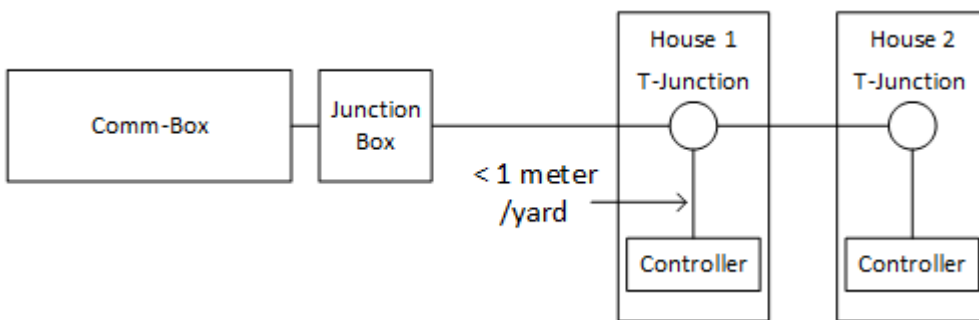 House 1
House 2
T-Junction
T-Junction
Comm-Box
Junction
Box
< 1 meter
/yard
Controller
Controller